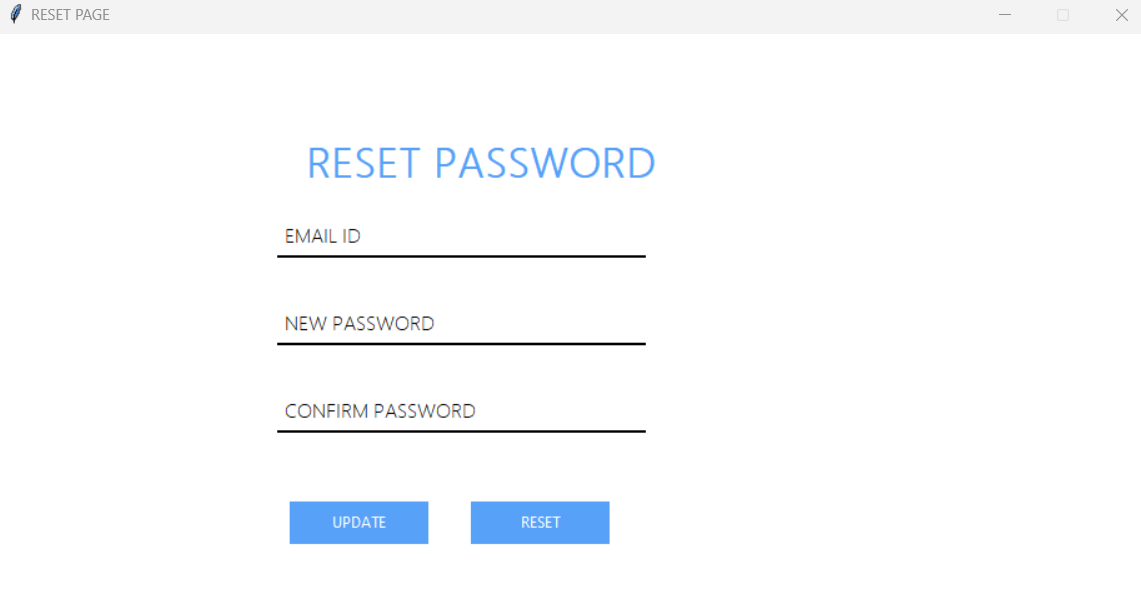 RESET PAGE
RESET PASSWORD
EMAIL ID
NEW PASSWORD
CONFIRM PASSWORD
UPDATE RESET